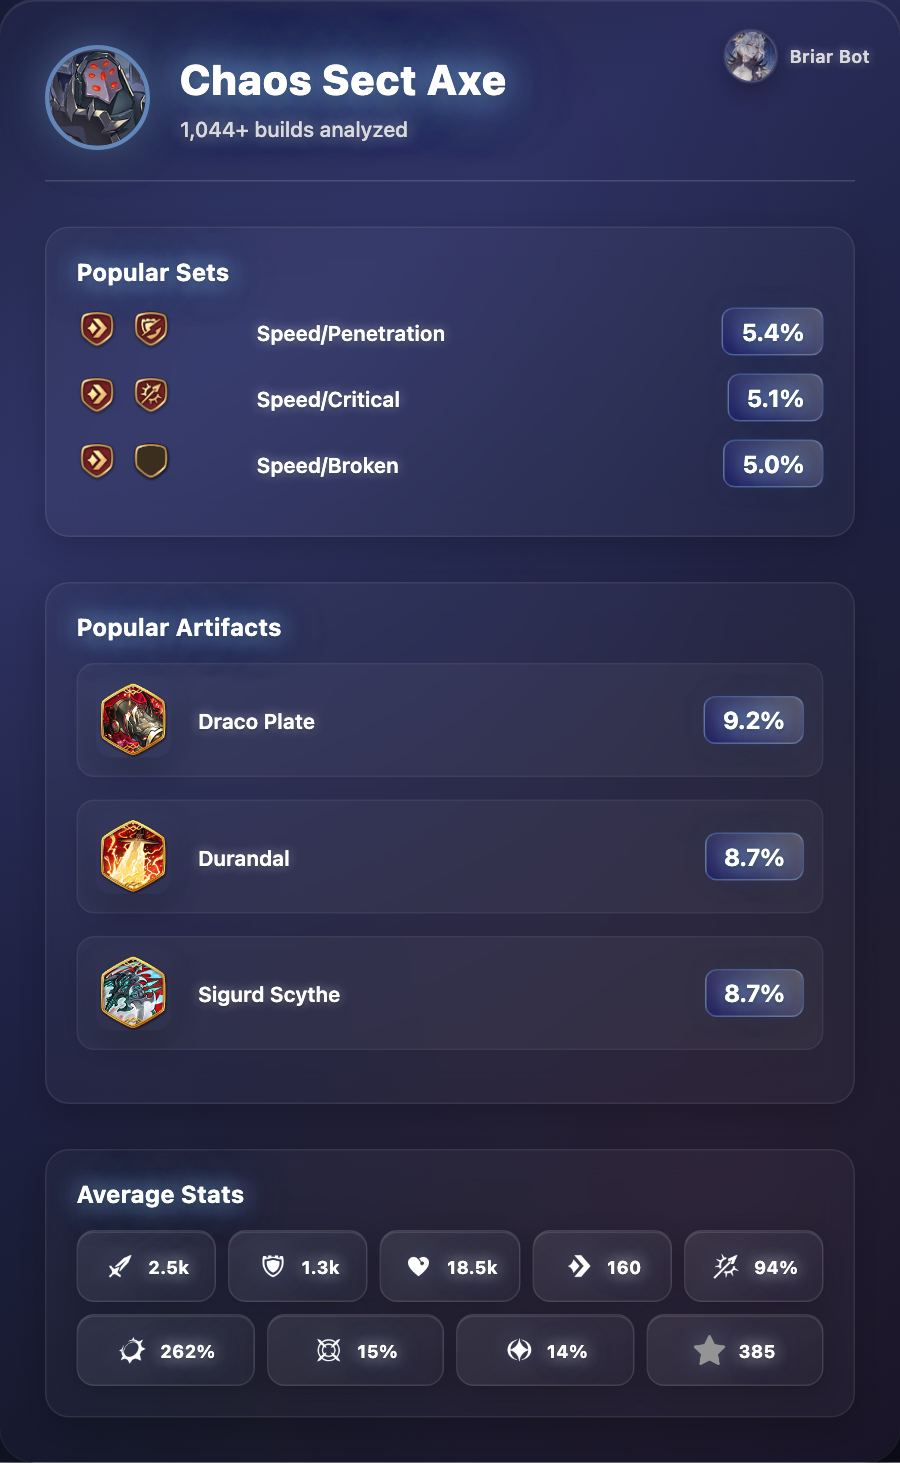 Chaos Sect Axe
1,044+ builds analyzed
Briar Bot
Popular Sets
Speed/Penetration 5.4%
Speed/Critical 5.1%
Speed/Broken 5.0%
Popular Artifacts
Draco Plate 9.2%
Durandal 8.7%
Sigurd Scythe 8.7%
Average Stats
2.5k 1.3k 18.5k 160 94%
262% 15% 14% 385